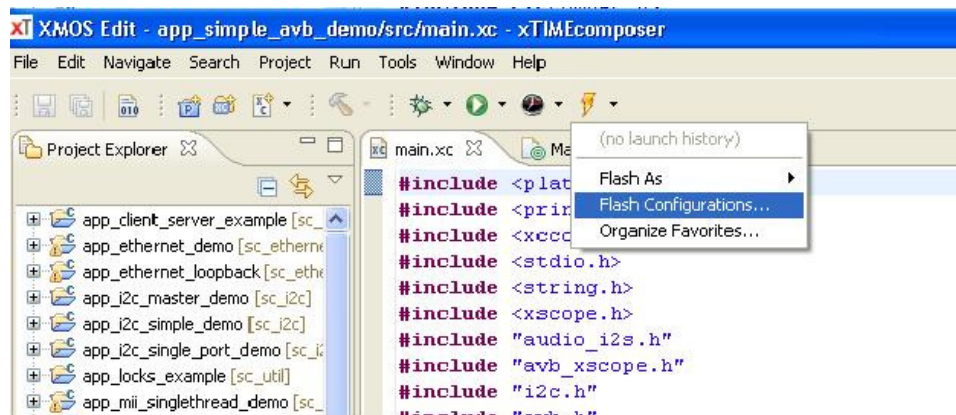 XMOS Edit - app_simple_avb_demo/src/main.xc - xTIMEcomposer
File Edit Navigate Search Project Run Tools Window Help
Project Explorer
main.xc
Ma
(no launch history)
Flash As
Flash Configurations...
Organize Favorites...
app_client_server_example [sc_
app_ethernet_demo [sc_etherne
app_ethernet_loopback [sc_ethe
app_i2c_master_demo [sc_i2c]
app_i2c_simple_demo [sc_i2c]
app_i2c_single_port_demo [sc_i2
app_locks_example [sc_util]
app_mii_singlethread_demo [sc_
#include <plat
#include <prin
#include <xccc
#include <stdio.h>
#include <string.h>
#include <xscope.h>
#include "audio_i2s.h"
#include "avb_xscope.h"
#include "i2c.h"